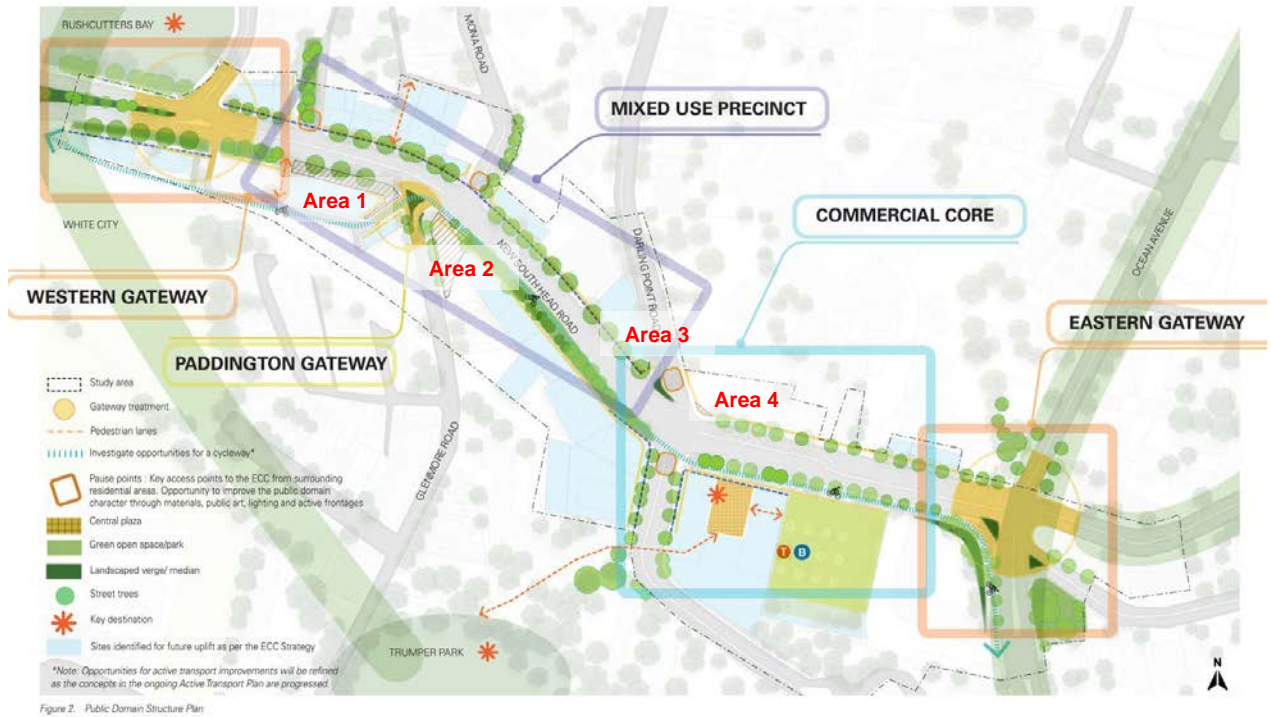 RUSHCUTTERS BAY
MONA ROAD
MIXED USE PRECINCT
Area 1
COMMERCIAL CORE
WHITE CITY
DARLING POINT ROAD
OCEAN AVENUE
Area 2
NEW SOUTH HEAD ROAD
WESTERN GATEWAY
Area 3
EASTERN GATEWAY
PADDINGTON GATEWAY
Area 4
GLENMORE ROAD
Study area
Gateway treatment
Pedestrian lanes
Investigate opportunities for a cycleway*
Pause points : Key access points to the ECC from surrounding
residential areas. Opportunity to improve the public domain
character through materials, public art, lighting and active frontages
Central plaza
Green open space/park
Landscaped verge/ median
Street trees
Key destination
Sites identified for future uplift as per the ECC Strategy
T B
TRUMPER PARK
*Note: Opportunities for active transport improvements will be refined
as the concepts in the ongoing Active Transport Plan are progressed.
N
Figure 2. Public Domain Structure Plan